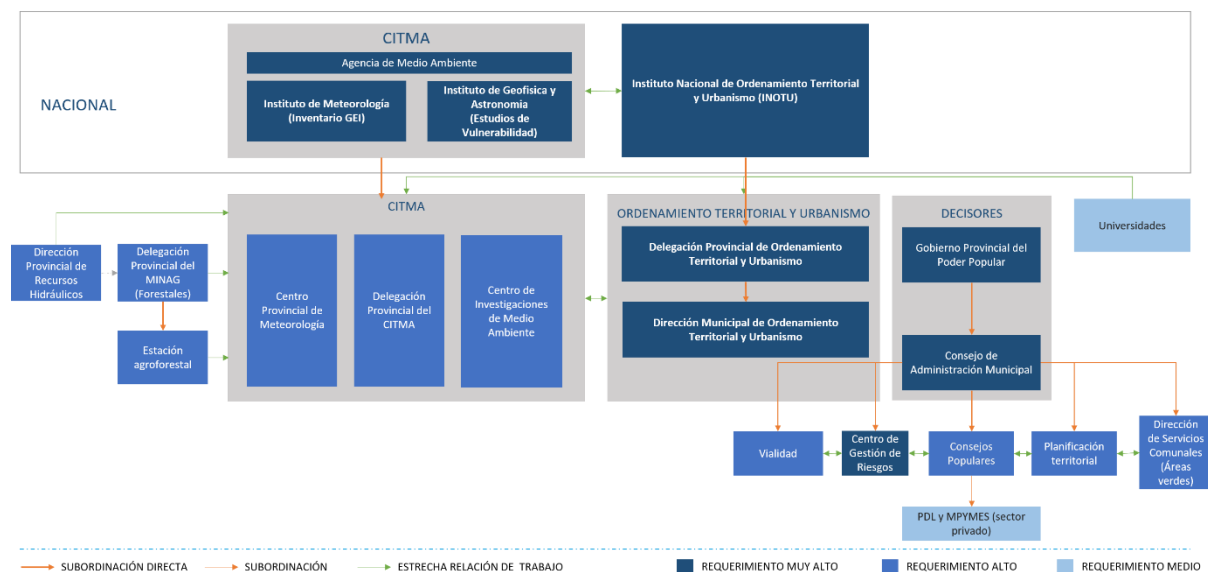 NACIONAL
CITMA
Agencia de Medio Ambiente
Instituto de Meteorología
(Inventario GEI)
Instituto de Geofísica y
Astronomia
(Estudios de
Vulnerabilidad)
Instituto Nacional de Ordenamiento Territorial
y Urbanismo (INOTU)
Dirección
Provincial de
Recursos
Hidráulicos
Delegación
Provincial del
MINAG
(Forestales)
Estación
agroforestal
CITMA
Centro
Provincial de
Meteorología
Delegación
Provincial del
CITMA
Centro de
Investigaciones
de Medio
Ambiente
ORDENAMIENTO TERRITORIAL Y URBANISMO
Delegación Provincial de Ordenamiento
Territorial y Urbanismo
Dirección Municipal de Ordenamiento
Territorial y Urbanismo
DECISORES
Gobierno Provincial del
Poder Popular
Consejo de
Administración Municipal
Universidades
Vialidad
Centro de
Gestión de
Riesgos
Consejos
Populares
Planificación
territorial
Dirección
de Servicios
Comunales
(Áreas
verdes)
PDL y MPYMES (sector
privado)
SUBORDINACIÓN DIRECTA
SUBORDINACIÓN
ESTRECHA RELACIÓN DE TRABAJO
REQUERIMIENTO MUY ALTO
REQUERIMIENTO ALTO
REQUERIMIENTO MEDIO